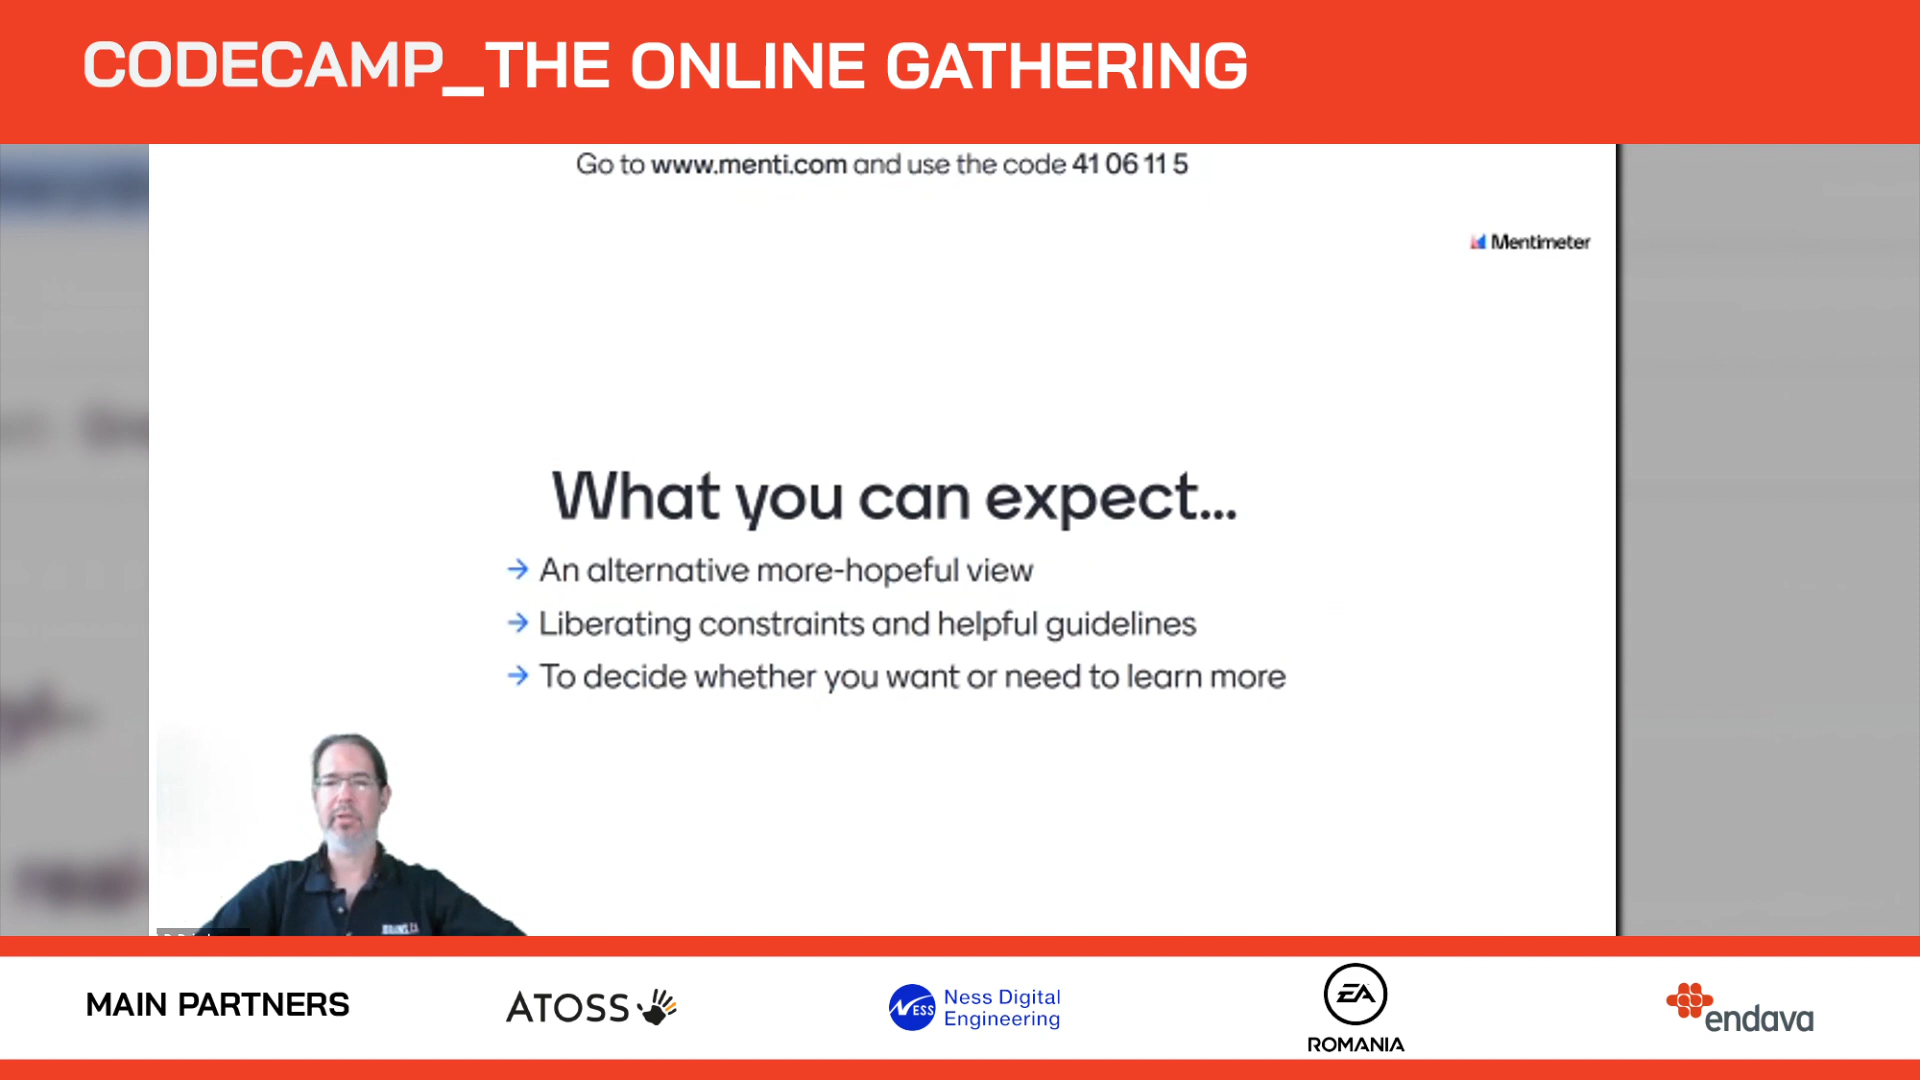 CODECAMP_THE ONLINE GATHERING
Go to www.menti.com and use the code 41 06 11 5
Mentimeter
What you can expect...
→ An alternative more-hopeful view
→ Liberating constraints and helpful guidelines
→ To decide whether you want or need to learn more
MAIN PARTNERS
ATOSS
NESS
Ness Digital
Engineering
EA
ROMANIA
endava